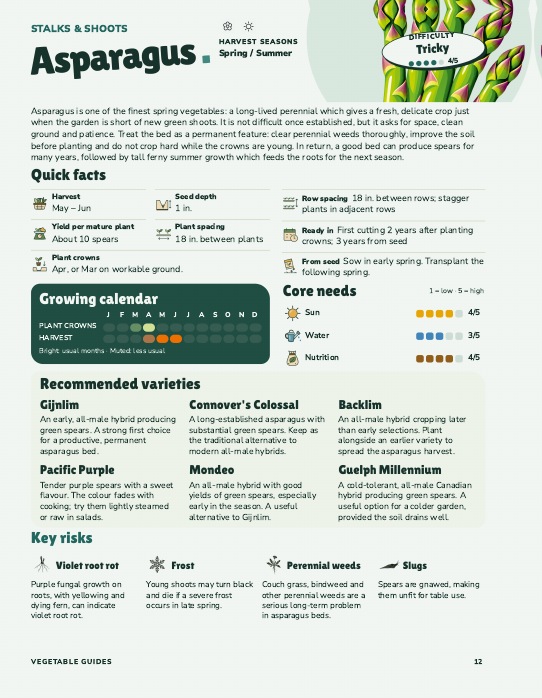 STALKS & SHOOTS
Asparagus.
HARVEST SEASONS
Spring / Summer
DIFFICULTY
Tricky
4/5
Asparagus is one of the finest spring vegetables: a long-lived perennial which gives a fresh, delicate crop just
when the garden is short of new green shoots. It is not difficult once established, but it asks for space, clean
ground and patience. Treat the bed as a permanent feature: clear perennial weeds thoroughly, improve the soil
before planting and do not crop hard while the crowns are young. In return, a good bed can produce spears for
many years, followed by tall ferny summer growth which feeds the roots for the next season.
Quick facts
Harvest
May – Jun
Seed depth
1 in.
Yield per mature plant
About 10 spears
Plant spacing
18 in. between plants
Plant crowns
Apr, or Mar on workable ground.
Row spacing 18 in. between rows; stagger
plants in adjacent rows
Ready in First cutting 2 years after planting
crowns; 3 years from seed
From seed Sow in early spring. Transplant the
following spring.
Growing calendar
J F M A M J J A S O N D
PLANT CROWNS
HARVEST
Bright: usual months · Muted: less usual
Core needs
1 = low · 5 = high
Sun 4/5
Water 3/5
Nutrition 4/5
Recommended varieties
Gijnlim
An early, all-male hybrid producing
green spears. A strong first choice
for a productive, permanent
asparagus bed.
Connover's Colossal
A long-established asparagus with
substantial green spears. Keep as
the traditional alternative to
modern all-male hybrids.
Backlim
An all-male hybrid cropping later
than early selections. Plant
alongside an earlier variety to
spread the asparagus harvest.
Pacific Purple
Tender purple spears with a sweet
flavour. The colour fades with
cooking; try them lightly steamed
or raw in salads.
Mondeo
An all-male hybrid with good
yields of green spears, especially
early in the season. A useful
alternative to Gijnlim.
Guelph Millennium
A cold-tolerant, all-male Canadian
hybrid producing green spears. A
useful option for a colder garden,
provided the soil drains well.
Key risks
Violet root rot
Purple fungal growth on
roots, with yellowing and
dying fern, can indicate
violet root rot.
Frost
Young shoots may turn black
and die if a severe frost
occurs in late spring.
Perennial weeds
Couch grass, bindweed and
other perennial weeds are a
serious long-term problem
in asparagus beds.
Slugs
Spears are gnawed, making
them unfit for table use.
VEGETABLE GUIDES
12